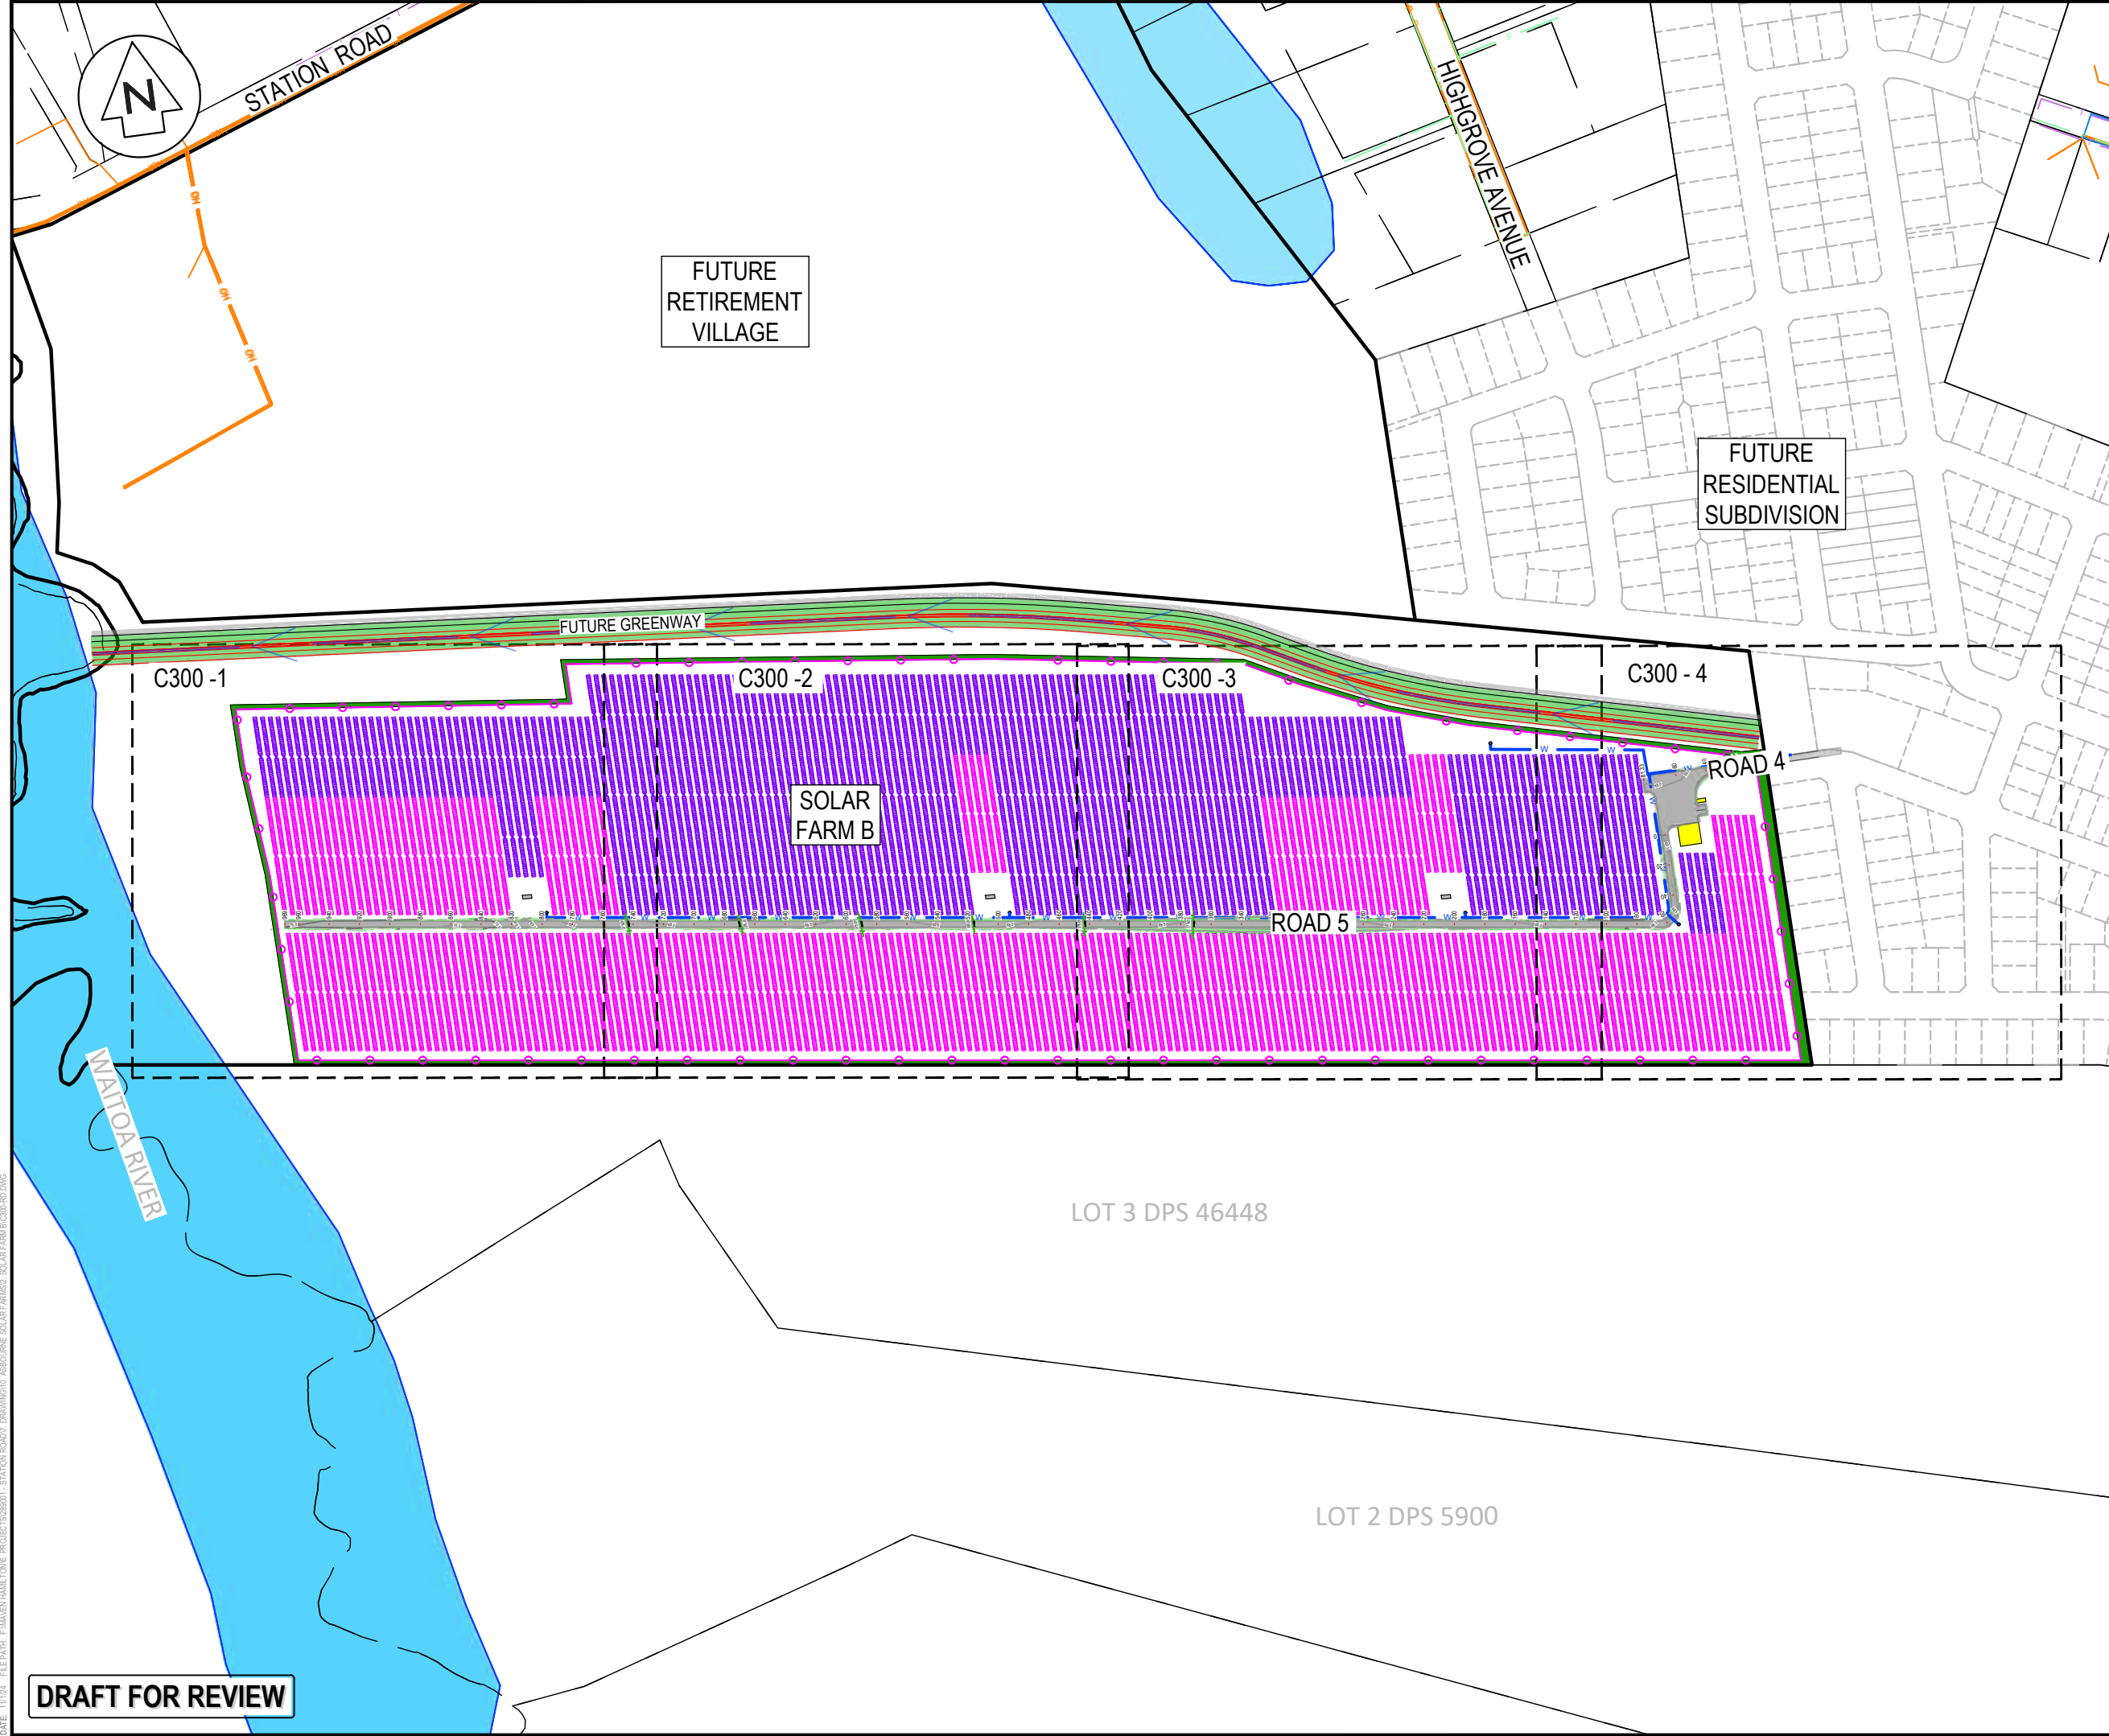 N
STATION ROAD
HIGHGROVE AVENUE
FUTURE
RETIREMENT
VILLAGE
FUTURE
RESIDENTIAL
SUBDIVISION
FUTURE GREENWAY
C300 -1
C300 -2
C300 -3
C300 - 4
ROAD 4
SOLAR
FARM B
ROAD 5
WAITOA RIVER
LOT 3 DPS 46448
LOT 2 DPS 5900
DRAFT FOR REVIEW